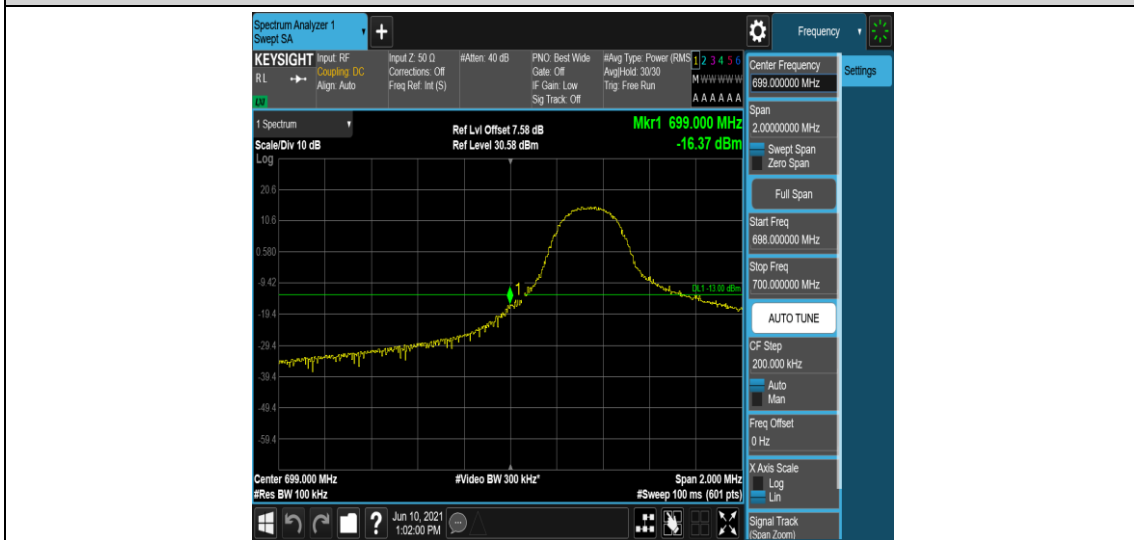 Spectrum Analyzer 1
Swept SA
+
Frequency
KEYSIGHT
Input: RF
Input Z: 50 Ω
#Atten: 40 dB
PNO: Best Wide
#Avg Type: Power (RMS
1 2 3 4 5 6
RL
Coupling: DC
Corrections: Off
Gate: Off
Avg|Hold: 30/30
M W W W W W
Align: Auto
Freq Ref: Int (S)
IF Gain: Low
Trig: Free Run
Sig Track: Off
A A A A A A
LXI
Center Frequency
699.000000 MHz
Settings
1 Spectrum
Ref Lvl Offset 7.58 dB
Mkr1 699.000 MHz
Scale/Div 10 dB
Ref Level 30.58 dBm
-16.37 dBm
Log
20.6
10.6
0.580
-9.42
-19.4
-29.4
-39.4
-49.4
-59.4
1
DL1 -13.00 dBm
Center 699.000 MHz
#Video BW 300 kHz*
Span 2.000 MHz
#Res BW 100 kHz
#Sweep 100 ms (601 pts)
Span
2.00000000 MHz
Swept Span
Zero Span
Full Span
Start Freq
698.000000 MHz
Stop Freq
700.000000 MHz
AUTO TUNE
CF Step
200.000 kHz
Auto
Man
Freq Offset
0 Hz
X Axis Scale
Log
Lin
Signal Track
(Span Zoom)
?
Jun 10, 2021
1:02:00 PM